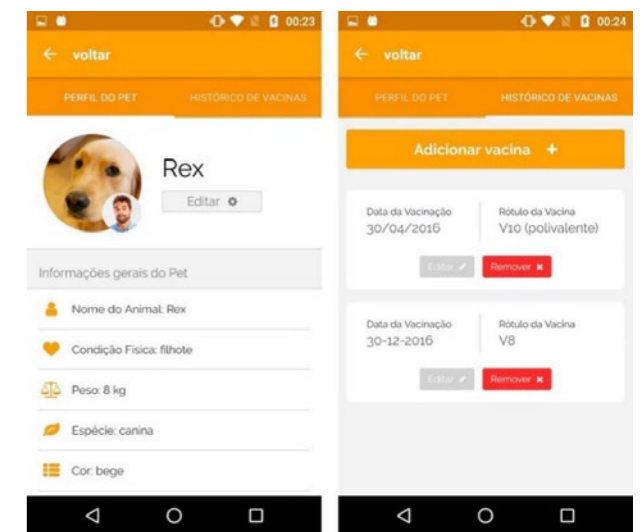 00:23
voltar
PERFIL DO PET HISTÓRICO DE VACINAS
Rex
Editar
Informações gerais do Pet
Nome do Animal: Rex
Condição Física: filhote
Peso: 8 kg
Espécie: canina
Cor: bege
00:24
voltar
PERFIL DO PET HISTÓRICO DE VACINAS
Adicionar vacina +
Data da Vacinação Rótulo da Vacina
30/04/2016 V10 (polivalente)
Editar Remover
Data da Vacinação Rótulo da Vacina
30-12-2016 V8
Editar Remover